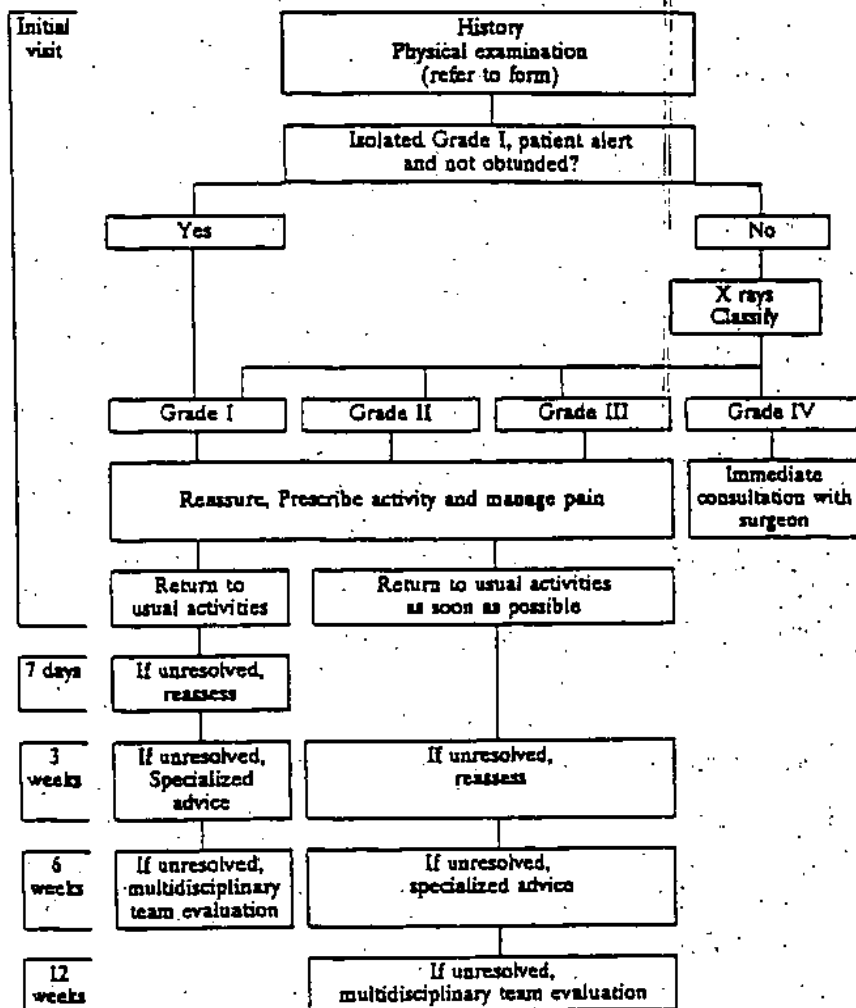 Initial
visit
History
Physical examination
(refer to form)
Isolated Grade I, patient alert
and not obtunded?
Yes
No
X rays
Classify
Grade I
Grade II
Grade III
Grade IV
Reassure, Prescribe activity and manage pain
Immediate
consultation with
surgeon
Return to
usual activities
Return to usual activities
as soon as possible
7 days
If unresolved,
reassess
3
weeks
If unresolved,
Specialized
advice
If unresolved,
reassess
6
weeks
If unresolved,
multidisciplinary
team evaluation
If unresolved,
specialized advice
12
weeks
If unresolved,
multidisciplinary team evaluation